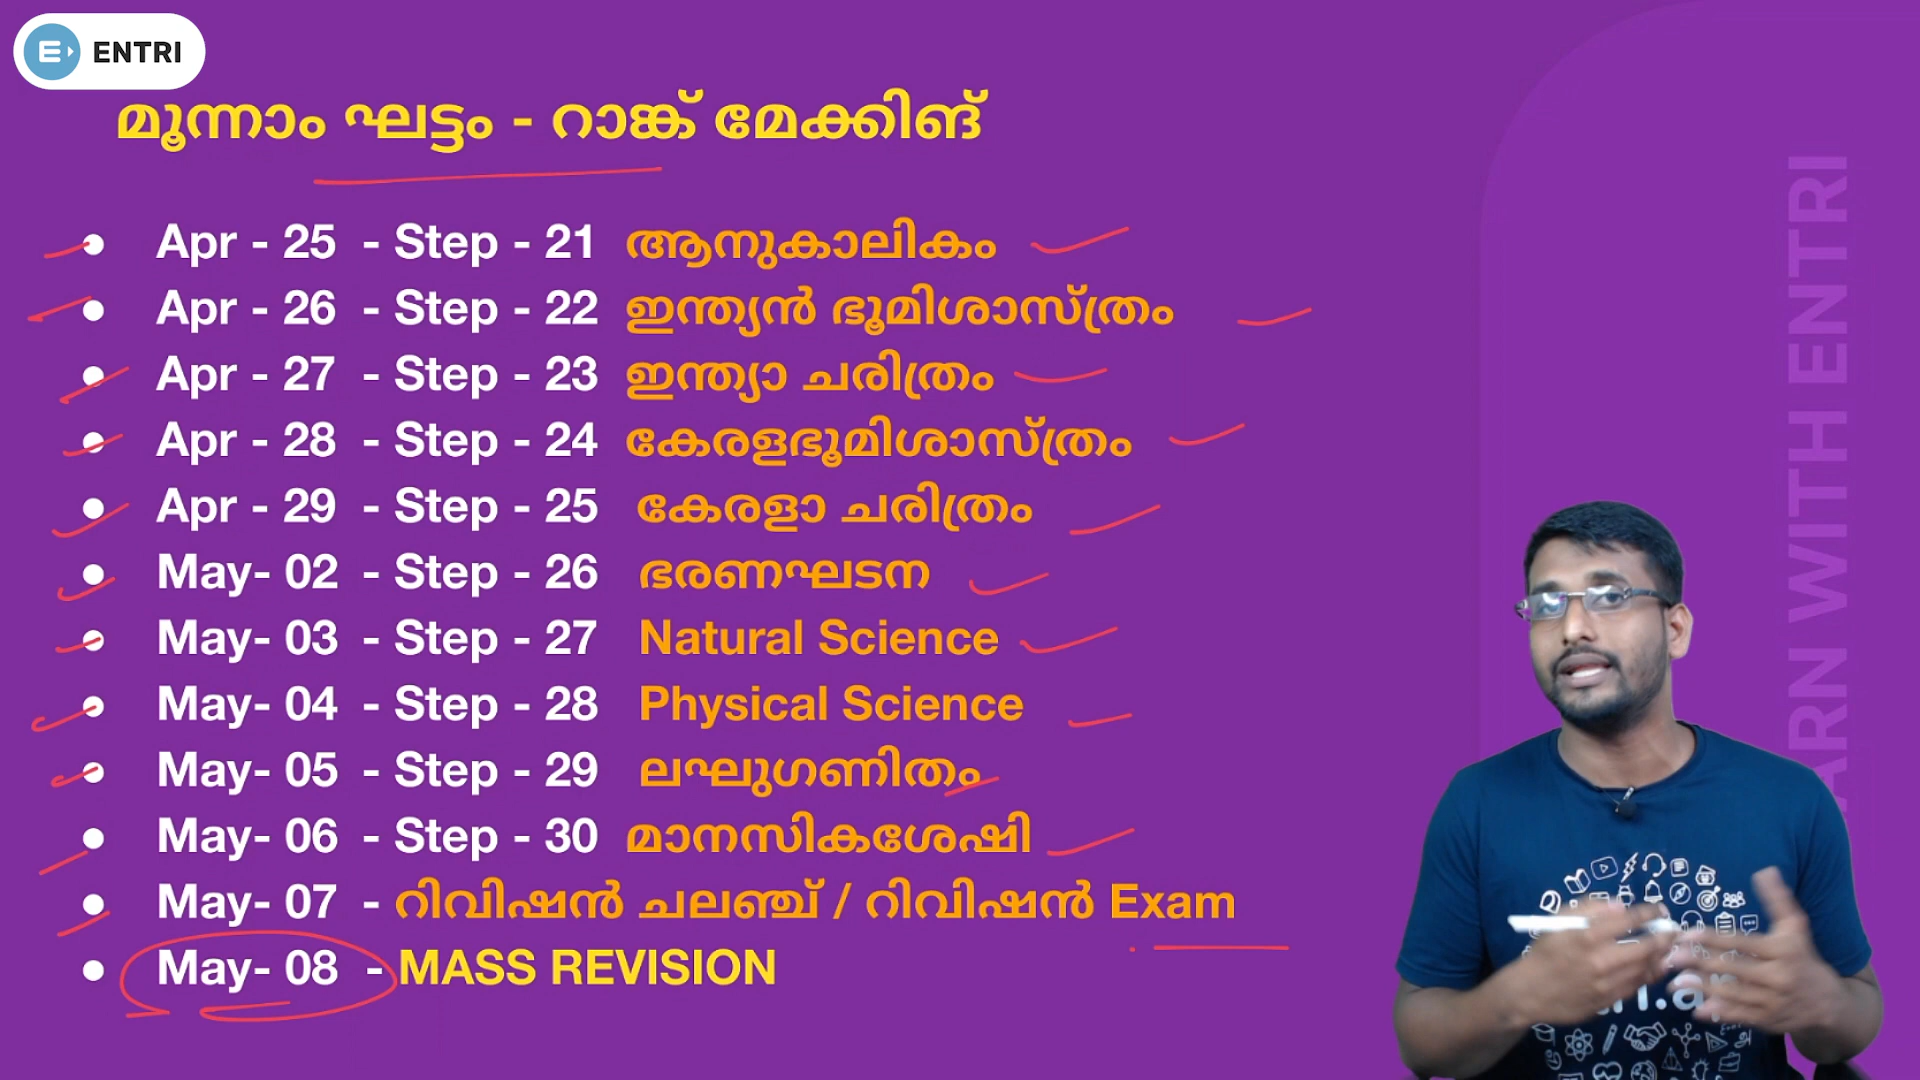 ENTRI
മൂന്നാം ഘട്ടം - റാങ്ക് മേക്കിങ്
Apr - 25 - Step - 21 ആനുകാലികം
Apr - 26 - Step - 22 ഇന്ത്യൻ ഭൂമിശാസ്ത്രം
Apr - 27 - Step - 23 ഇന്ത്യാ ചരിത്രം
Apr - 28 - Step - 24 കേരളഭൂമിശാസ്ത്രം
Apr - 29 - Step - 25 കേരളാ ചരിത്രം
May- 02 - Step - 26 ഭരണഘടന
May- 03 - Step - 27 Natural Science
May- 04 - Step - 28 Physical Science
May- 05 - Step - 29 ലഘുഗണിതം
May- 06 - Step - 30 മാനസികശേഷി
May- 07 - റിവിഷൻ ചലഞ്ച് / റിവിഷൻ Exam
May- 08 - MASS REVISION
ARN WITH ENTRI